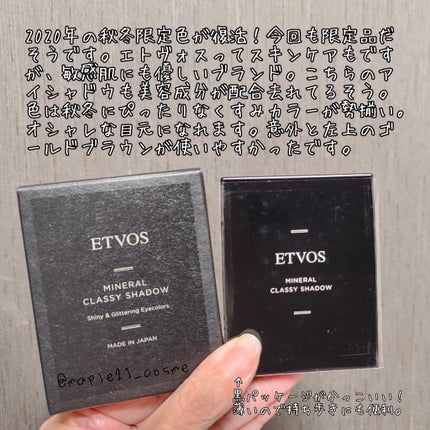 2020年の秋冬限定色が復活！今回も限定品だ
そうです。エトヴォスってスキンケアもです
が、敏感肌にも優しいブランド。こちらのア
イシャドウも美容成分が配合去れてるそう。
色は秋冬にぴったりなくすみカラーが勢揃い。
オシャレな目元になれます。意外と左上のゴ
ールドブラウンが使いやすかったです。
ETVOS
MINERAL
CLASSY SHADOW
Shiny & Glittering Eyecolors
MADE IN JAPAN
ETVOS
MINERAL
CLASSY SHADOW
@maple21_cosme
↑
黒パッケージがかっこいい！
薄いので持ち歩きにも便利。